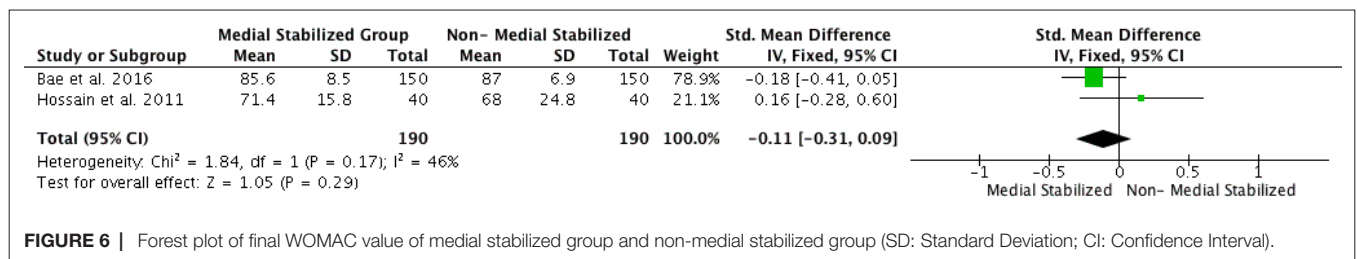 Medial Stabilized Group Non- Medial Stabilized Std. Mean Difference Std. Mean Difference
Study or Subgroup Mean SD Total Mean SD Total Weight IV, Fixed, 95% CI IV, Fixed, 95% CI
Bae et al. 2016 85.6 8.5 150 87 6.9 150 78.9% -0.18 [-0.41, 0.05]
Hossain et al. 2011 71.4 15.8 40 68 24.8 40 21.1% 0.16 [-0.28, 0.60]
Total (95% CI) 190 190 100.0% -0.11 [-0.31, 0.09]
Heterogeneity: Chi² = 1.84, df = 1 (P = 0.17); I² = 46%
Test for overall effect: Z = 1.05 (P = 0.29)
-1 -0.5 0 0.5 1
Medial Stabilized Non- Medial Stabilized
FIGURE 6 | Forest plot of final WOMAC value of medial stabilized group and non-medial stabilized group (SD: Standard Deviation; CI: Confidence Interval).